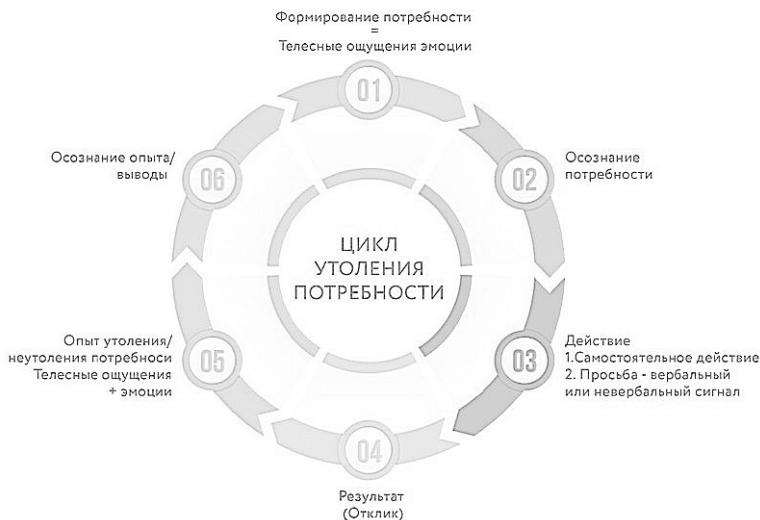 Формирование потребности
=
Телесные ощущения эмоции
01
Осознание
потребности
02
Действие
1.Самостоятельное действие
2. Просьба - вербальный
или невербальный сигнал
03
04
Результат
(Отклик)
Опыт утоления/
неутоления потребноси
Телесные ощущения
+ эмоции
05
Осознание опыта/
выводы
06
ЦИКЛ
УТОЛЕНИЯ
ПОТРЕБНОСТИ